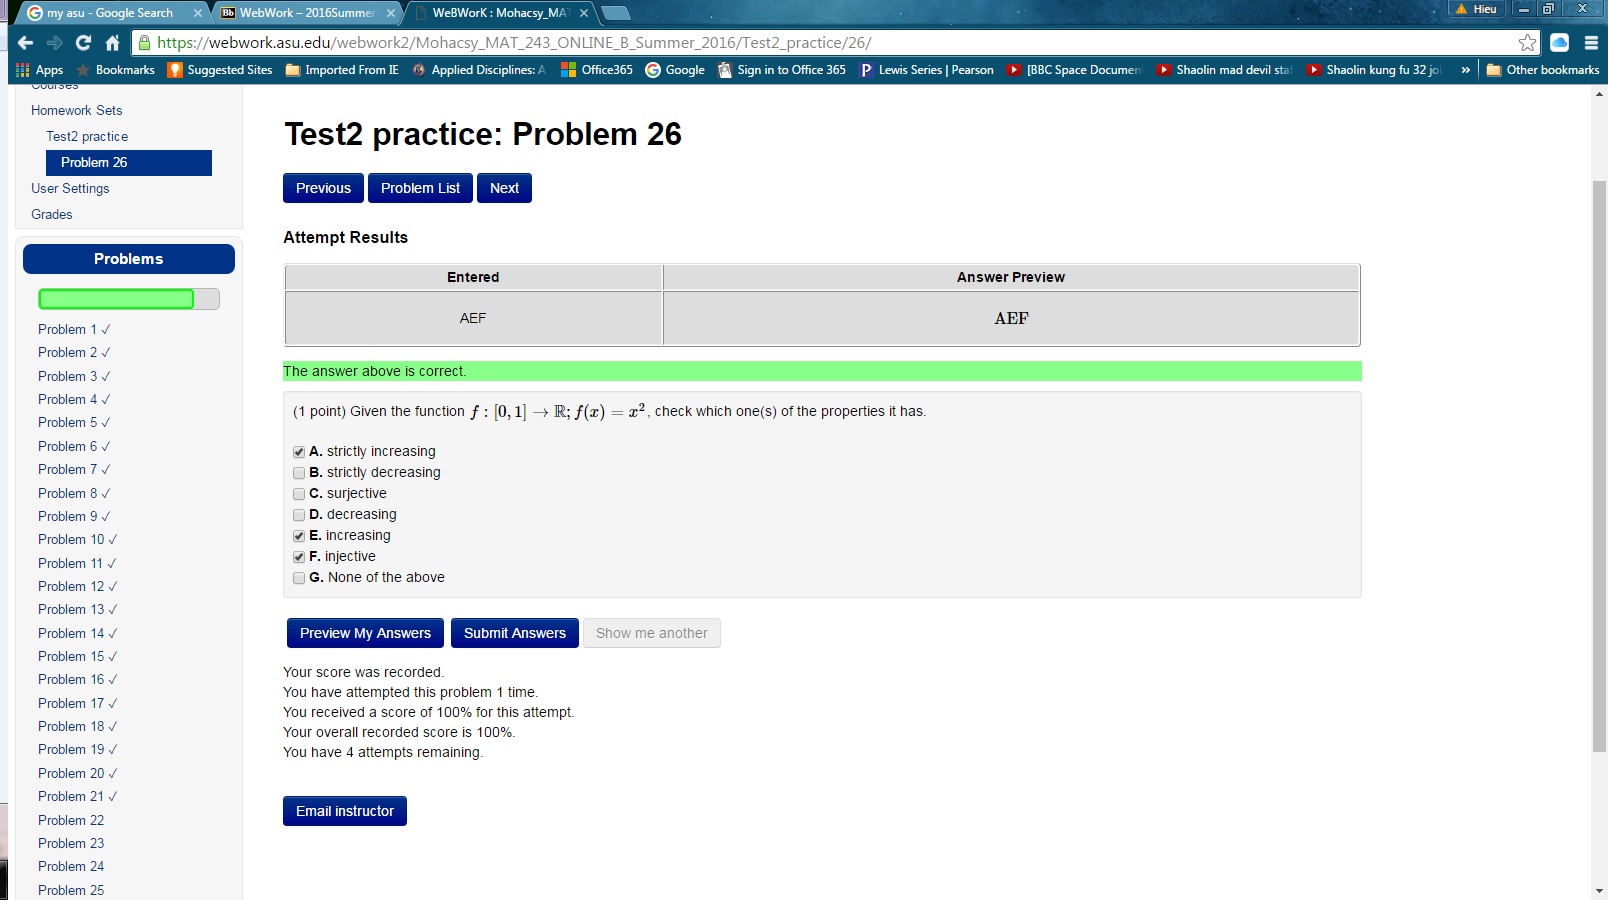 my asu - Google Search
Bb WebWork – 2016Summer
WeBWorK : Mohacsy_MAT
Hieu
https://webwork.asu.edu/webwork2/Mohacsy_MAT_243_ONLINE_B_Summer_2016/Test2_practice/26/
Apps Bookmarks Suggested Sites Imported From IE Applied Disciplines: A Office365 Google Sign in to Office 365 Lewis Series | Pearson [BBC Space Documen Shaolin mad devil sta Shaolin kung fu 32 joi » Other bookmarks
Courses
Homework Sets
Test2 practice
Problem 26
User Settings
Grades
Problems
Problem 1 ✓
Problem 2 ✓
Problem 3 ✓
Problem 4 ✓
Problem 5 ✓
Problem 6 ✓
Problem 7 ✓
Problem 8 ✓
Problem 9 ✓
Problem 10 ✓
Problem 11 ✓
Problem 12 ✓
Problem 13 ✓
Problem 14 ✓
Problem 15 ✓
Problem 16 ✓
Problem 17 ✓
Problem 18 ✓
Problem 19 ✓
Problem 20 ✓
Problem 21 ✓
Problem 22
Problem 23
Problem 24
Problem 25
Test2 practice: Problem 26
Previous Problem List Next
Attempt Results
Entered Answer Preview
AEF AEF
The answer above is correct.
(1 point) Given the function f : [0, 1] → ℝ; f(x) = x², check which one(s) of the properties it has.
A. strictly increasing
B. strictly decreasing
C. surjective
D. decreasing
E. increasing
F. injective
G. None of the above
Preview My Answers Submit Answers Show me another
Your score was recorded.
You have attempted this problem 1 time.
You received a score of 100% for this attempt.
Your overall recorded score is 100%.
You have 4 attempts remaining.
Email instructor